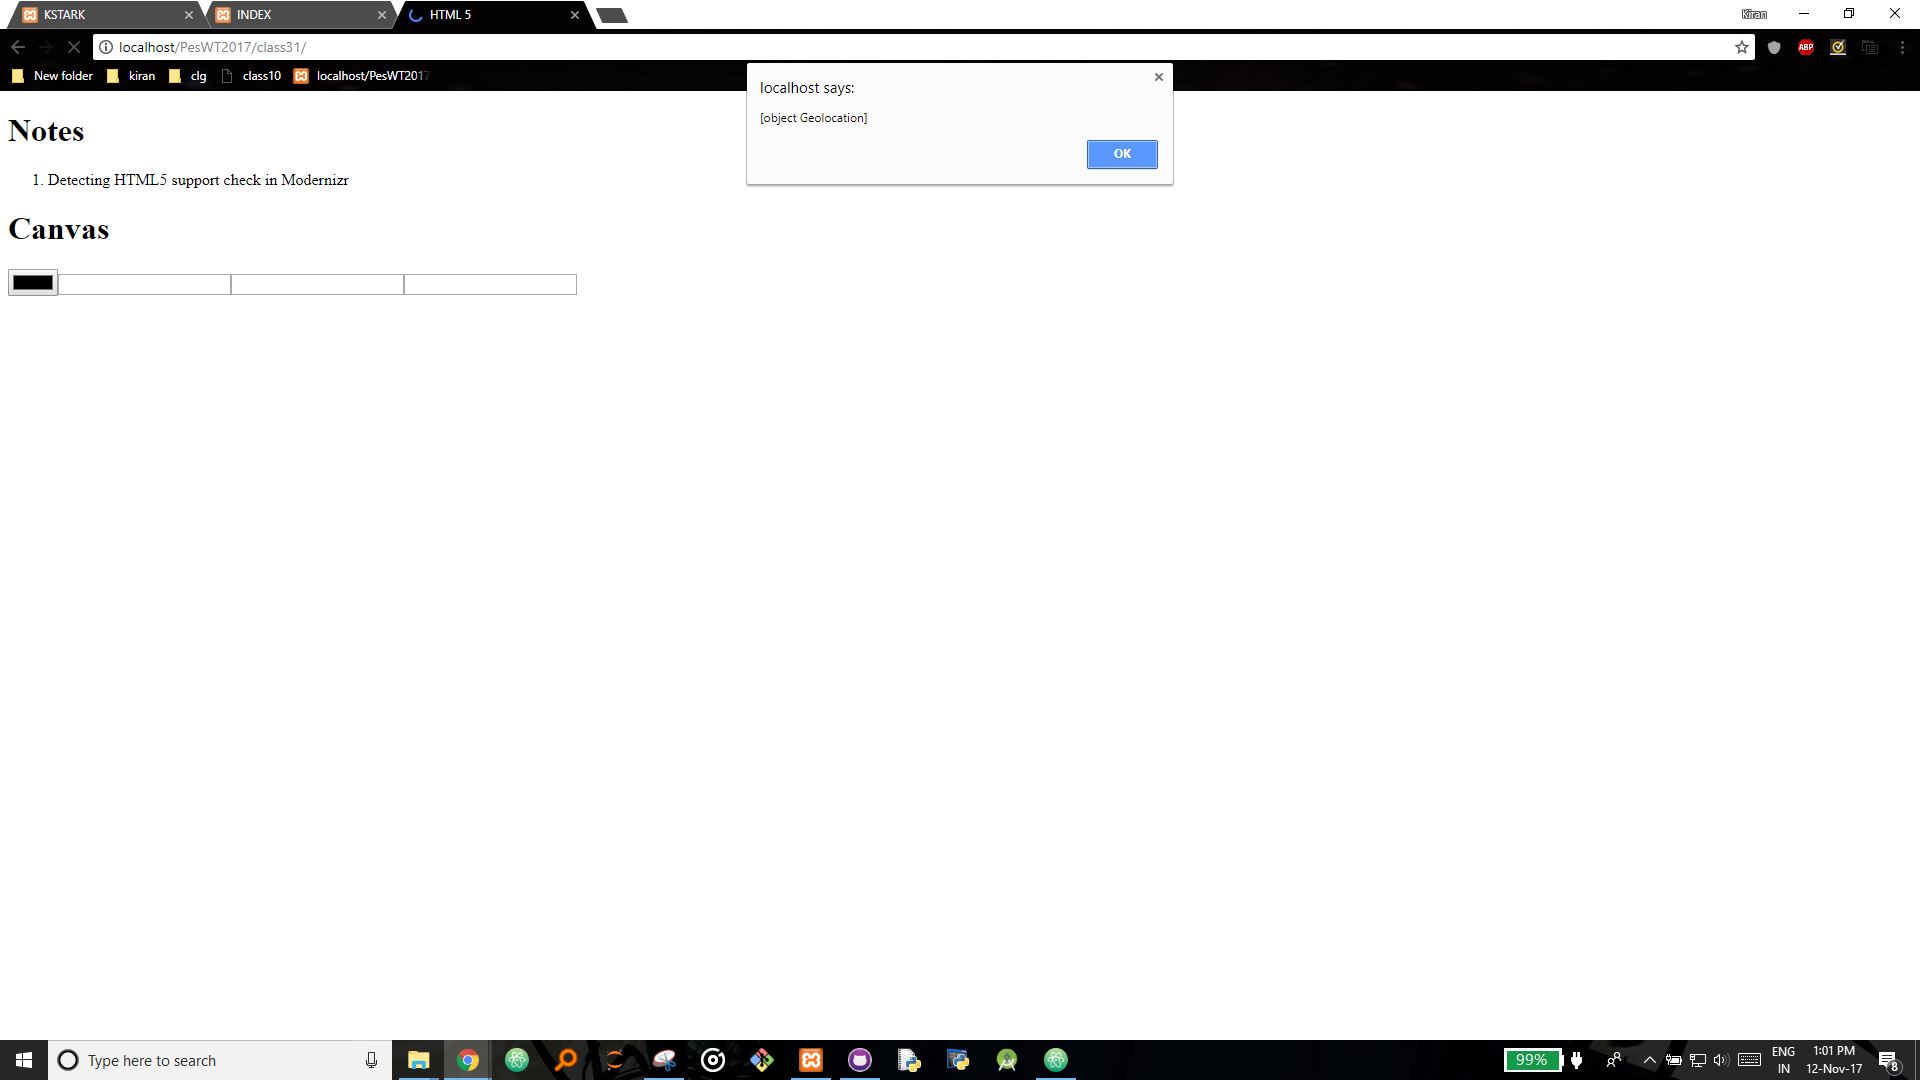 KSTARK
INDEX
HTML 5
Kiran
localhost/PesWT2017/class31/
ABP
New folder
kiran
clg
class10
localhost/PesWT2017
localhost says:
[object Geolocation]
OK
Notes
1. Detecting HTML5 support check in Modernizr
Canvas
Type here to search
99%
ENG
IN
1:01 PM
12-Nov-17
8